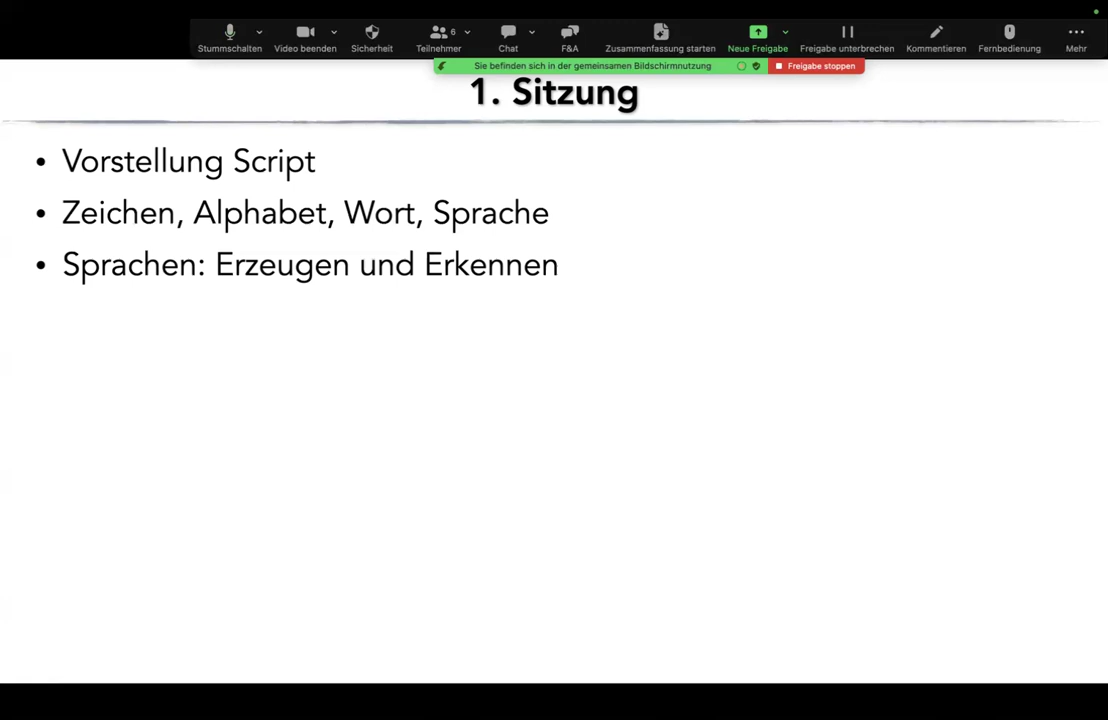 Stummschalten Video beenden Sicherheit Teilnehmer 6 Chat F&A Zusammenfassung starten Neue Freigabe Freigabe unterbrechen Kommentieren Fernbedienung Mehr
Sie befinden sich in der gemeinsamen Bildschirmnutzung Freigabe stoppen
1. Sitzung
• Vorstellung Script
• Zeichen, Alphabet, Wort, Sprache
• Sprachen: Erzeugen und Erkennen